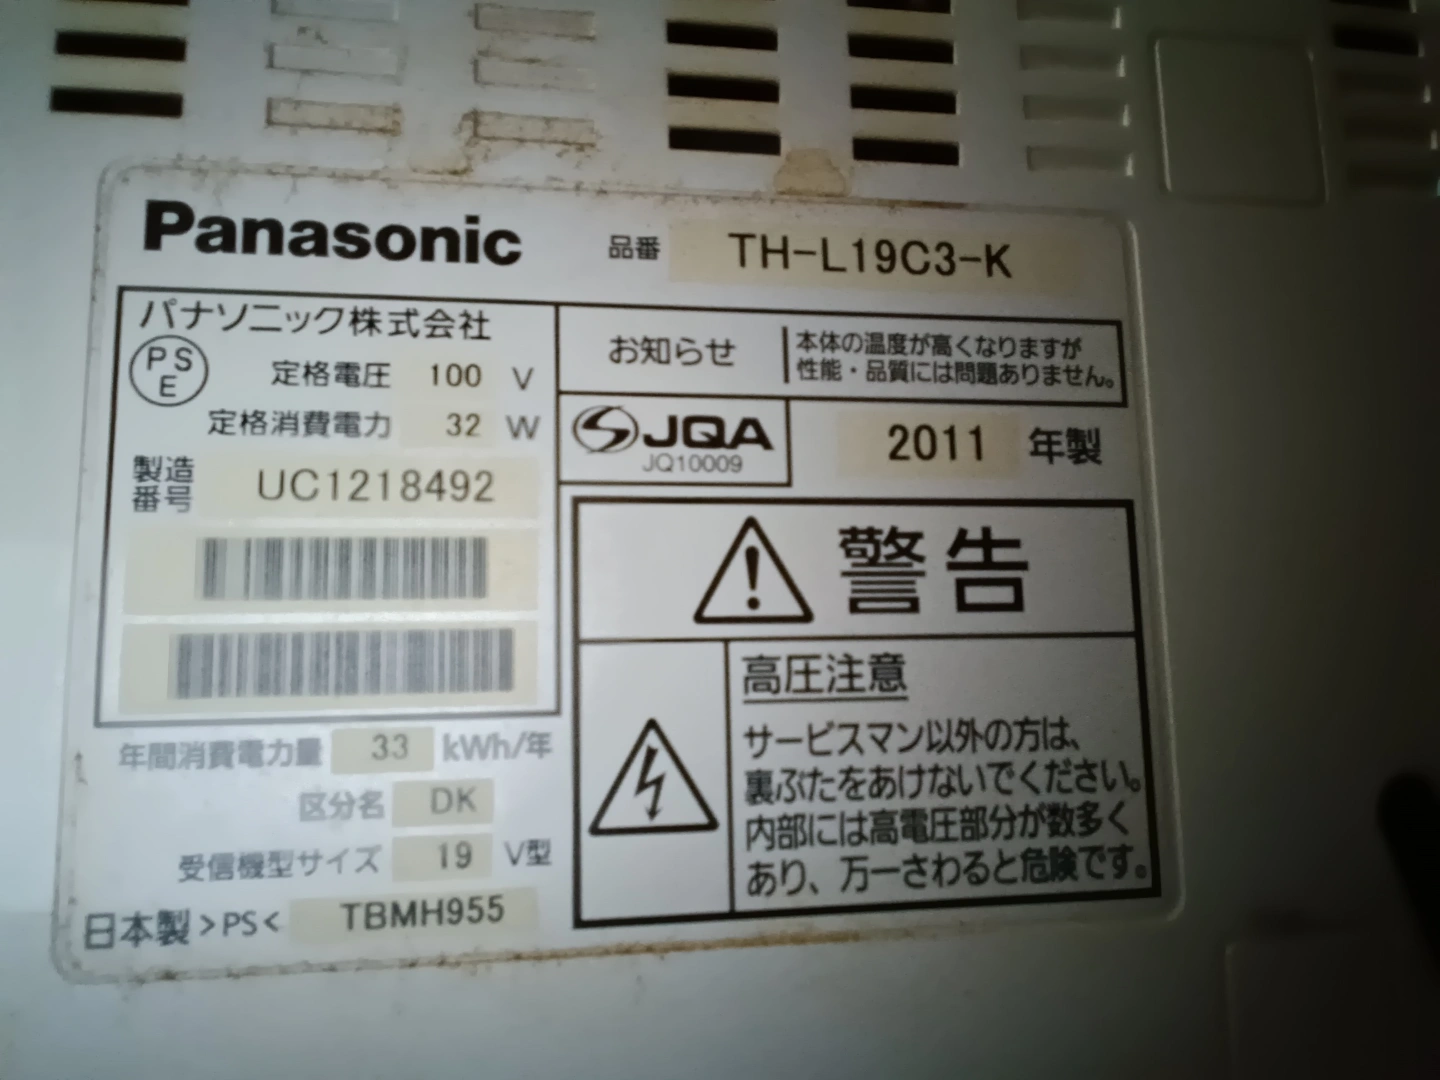 Panasonic 品番 TH-L19C3-K
パナソニック株式会社
PS
E
定格電圧 100 V
定格消費電力 32 W
製造
番号 UC1218492
お知らせ
本体の温度が高くなりますが
性能・品質には問題ありません。
JQA
JQ10009
2011 年製
警告
高圧注意
サービスマン以外の方は、
裏ぶたをあけないでください。
内部には高電圧部分が数多く
あり、万一さわると危険です。
年間消費電力量 33 kWh/年
区分名 DK
受信機型サイズ 19 V型
日本製 >PS< TBMH955